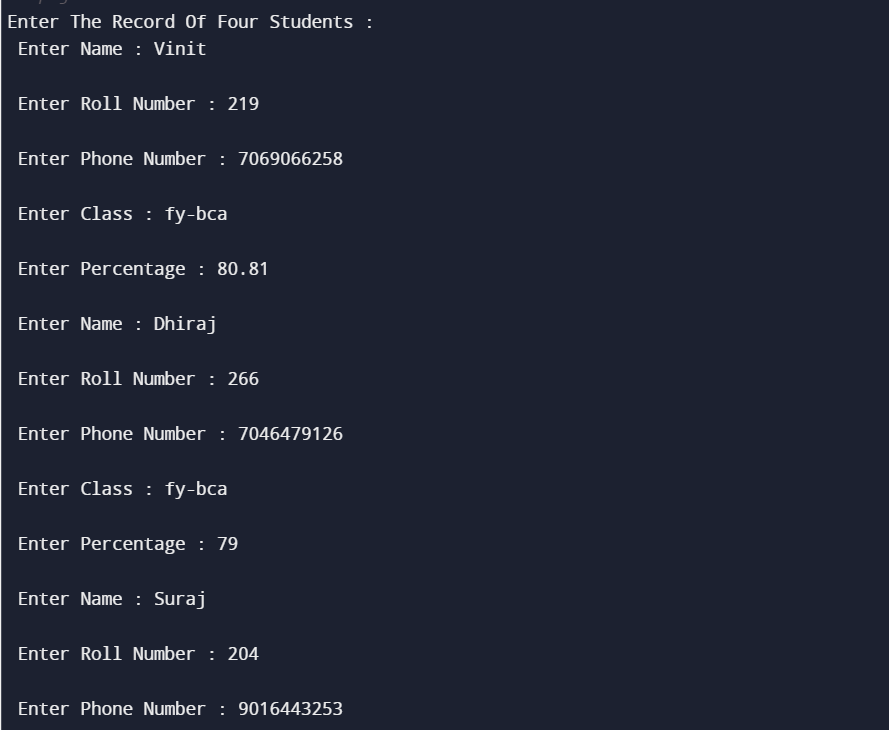 Enter The Record Of Four Students :
Enter Name : Vinit
Enter Roll Number : 219
Enter Phone Number : 7069066258
Enter Class : fy-bca
Enter Percentage : 80.81
Enter Name : Dhiraj
Enter Roll Number : 266
Enter Phone Number : 7046479126
Enter Class : fy-bca
Enter Percentage : 79
Enter Name : Suraj
Enter Roll Number : 204
Enter Phone Number : 9016443253